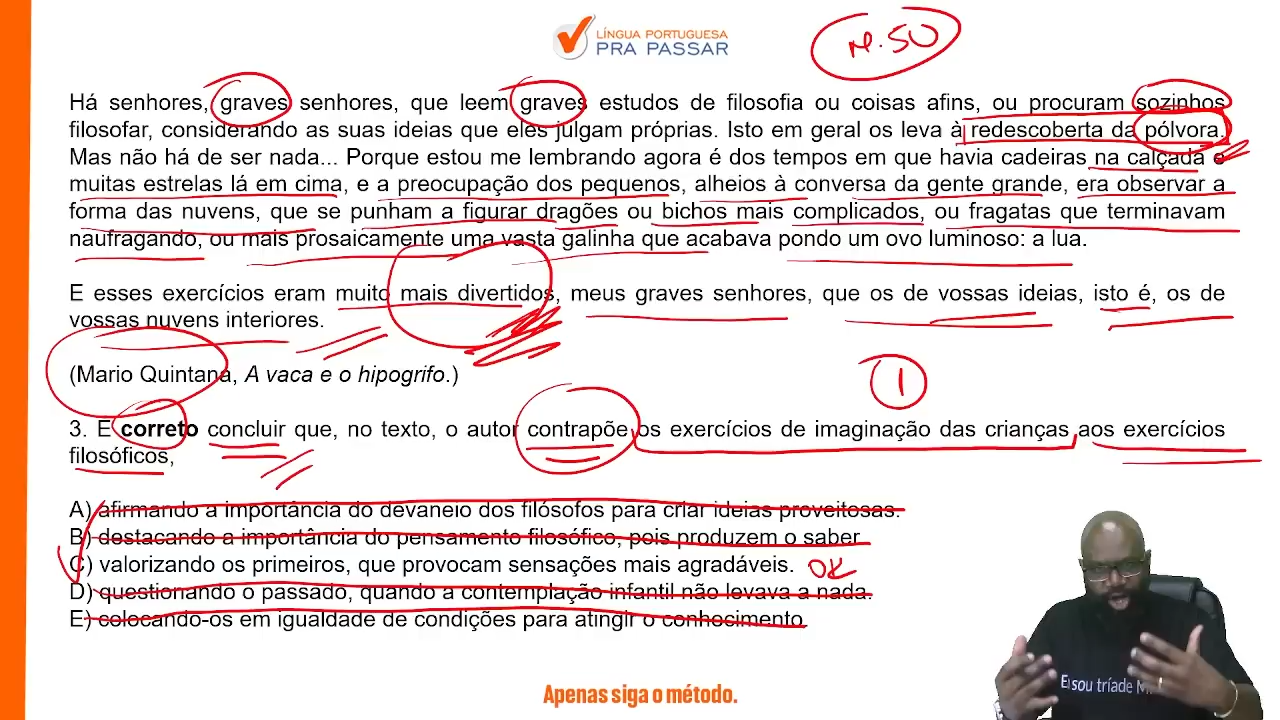 LÍNGUA PORTUGUESA
PRA PASSAR
M.50
Há senhores, graves senhores, que leem graves estudos de filosofia ou coisas afins, ou procuram sozinhos
filosofar, considerando as suas ideias que eles julgam próprias. Isto em geral os leva à redescoberta da pólvora.
Mas não há de ser nada... Porque estou me lembrando agora é dos tempos em que havia cadeiras na calçada e
muitas estrelas lá em cima, e a preocupação dos pequenos, alheios à conversa da gente grande, era observar a
forma das nuvens, que se punham a figurar dragões ou bichos mais complicados, ou fragatas que terminavam
naufragando, ou mais prosaicamente uma vasta galinha que acabava pondo um ovo luminoso: a lua.
E esses exercícios eram muito mais divertidos, meus graves senhores, que os de vossas ideias, isto é, os de
vossas nuvens interiores.
(Mario Quintana, A vaca e o hipogrifo.)
1
3. E correto concluir que, no texto, o autor contrapõe os exercícios de imaginação das crianças aos exercícios
filosóficos,
A) afirmando a importância do devaneio dos filósofos para criar ideias proveitosas.
B) destacando a importância do pensamento filosófico, pois produzem o saber
C) valorizando os primeiros, que provocam sensações mais agradáveis. OK
D) questionando o passado, quando a contemplação infantil não levava a nada.
E) colocando-os em igualdade de condições para atingir o conhecimento
sou tríade
Apenas siga o método.